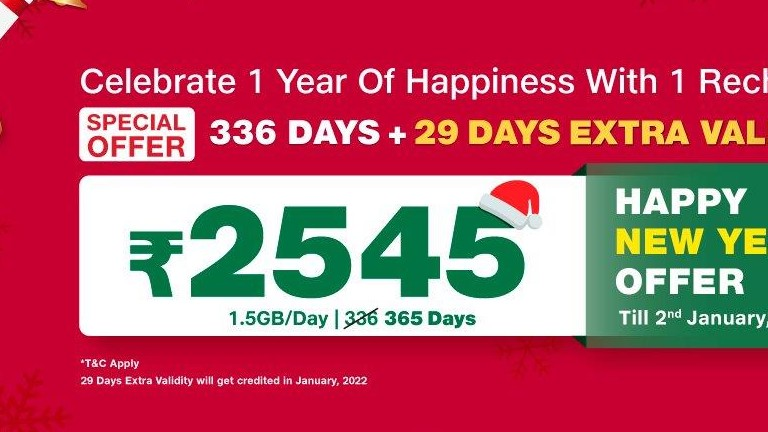 Celebrate 1 Year Of Happiness With 1 Rech
SPECIAL
OFFER
336 DAYS + 29 DAYS EXTRA VAL
₹2545
1.5GB/Day | 336 365 Days
HAPPY
NEW YE
OFFER
Till 2nd January,
*T&C Apply
29 Days Extra Validity will get credited in January, 2022